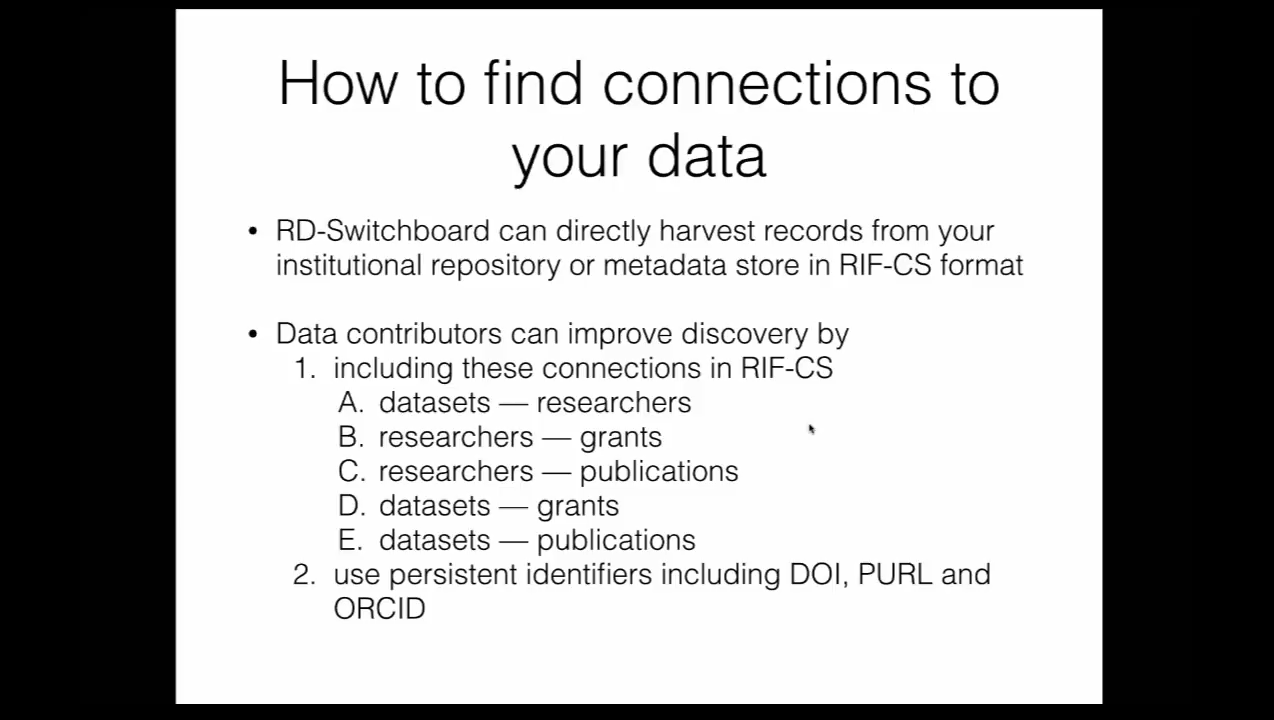 How to find connections to
your data
• RD-Switchboard can directly harvest records from your
institutional repository or metadata store in RIF-CS format
• Data contributors can improve discovery by
1. including these connections in RIF-CS
A. datasets — researchers
B. researchers — grants
C. researchers — publications
D. datasets — grants
E. datasets — publications
2. use persistent identifiers including DOI, PURL and
ORCID